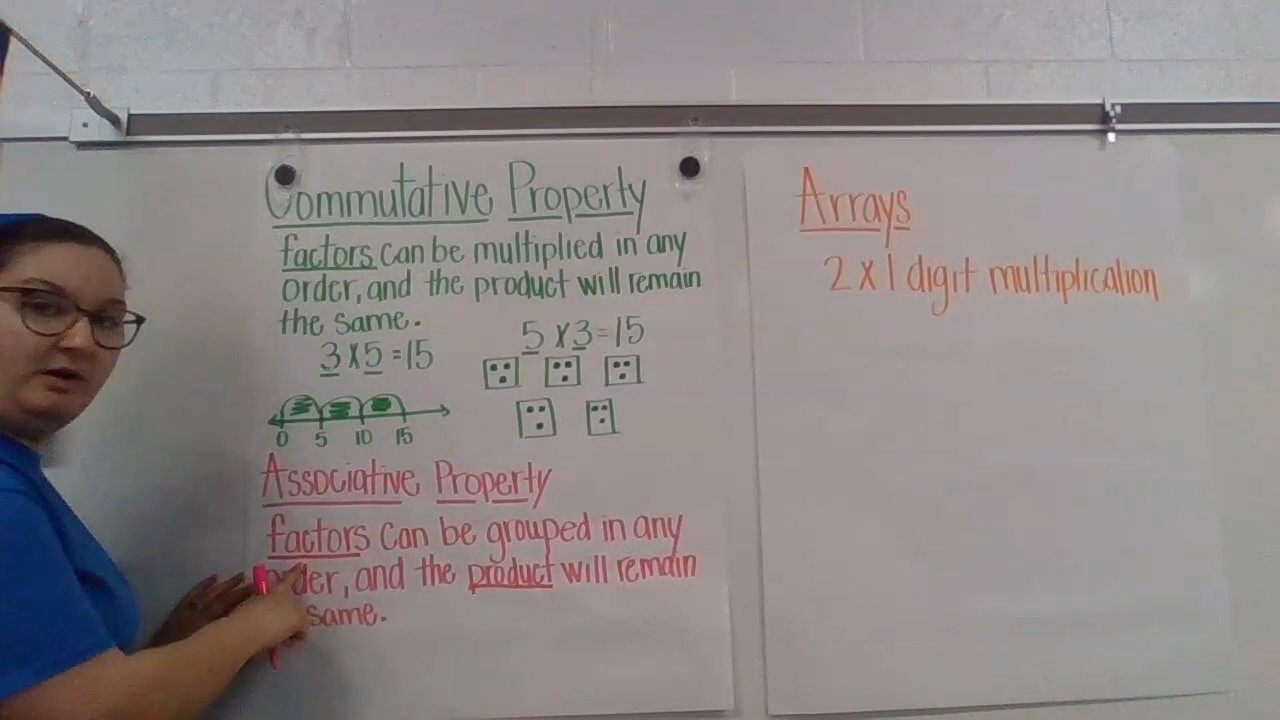 Commutative Property
factors can be multiplied in any
order, and the product will remain
the same.
3 x 5 = 15
5 x 3 = 15
0 5 10 15
Associative Property
factors can be grouped in any
order, and the product will remain
same.
Arrays
2 x 1 digit multiplication